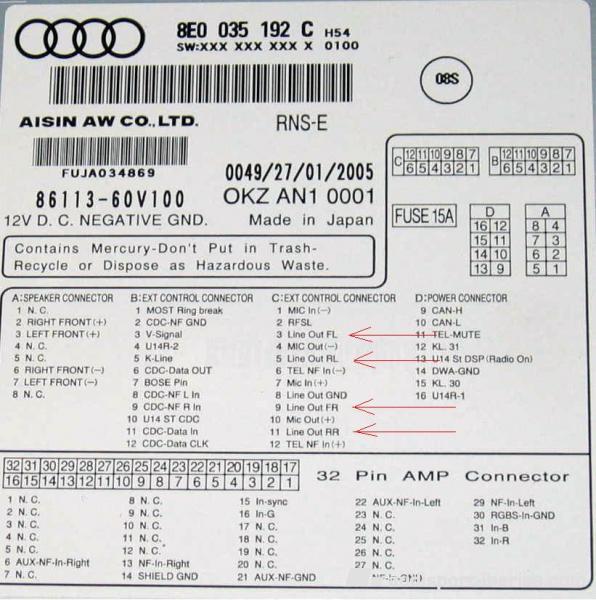 8E0 035 192 C H54
SW:XXX XXX XXX X 0100
08S
AISIN AW CO.,LTD.
RNS-E
FUJA034869
0049/27/01/2005
86113-60V100
OKZ AN1 0001
12V D. C. NEGATIVE GND.
Made in Japan
Contains Mercury-Don't Put in Trash-
Recycle or Dispose as Hazardous Waste.
C 12 11 10 9 8 7
6 5 4 3 2 1
B 12 11 10 9 8 7
6 5 4 3 2 1
FUSE 15A
D
16 12
15 11
14 10
13 9
A
8 4
7 3
6 2
5 1
A:SPEAKER CONNECTOR
1 N. C.
2 RIGHT FRONT(+)
3 LEFT FRONT(+)
4 N. C.
5 N. C.
6 RIGHT FRONT(−)
7 LEFT FRONT(−)
8 N. C.
B:EXT CONTROL CONNECTOR
1 MOST Ring break
2 CDC-NF GND
3 V-Signal
4 U14R-2
5 K-Line
6 CDC-Data OUT
7 BOSE Pin
8 CDC-NF L In
9 CDC-NF R In
10 U14 ST CDC
11 CDC-Data In
12 CDC-Data CLK
C:EXT CONTROL CONNECTOR
1 MIC In(−)
2 RFSL
3 Line Out FL
4 MIC Out(−)
5 Line Out RL
6 TEL NF In(−)
7 Mic In(+)
8 Line Out GND
9 Line Out FR
10 Mic Out(+)
11 Line Out RR
12 TEL NF In(+)
D:POWER CONNECTOR
9 CAN-H
10 CAN-L
11 TEL-MUTE
12 KL. 31
13 U14 St DSP (Radio On)
14 DWA-GND
15 KL. 30
16 U14R-1
32 31 30 29 28 27 26 25 24 23 22 21 20 19 18 17
16 15 14 13 12 11 10 9 8 7 6 5 4 3 2 1
32 Pin AMP Connector
1 N. C.
2 N. C.
3 N. C.
4 N. C.
5 N. C.
6 AUX-NF-In-Right
7 N. C.
8 N. C.
9 N. C.
10 N. C.
11 N. C.
12 N. C.
13 NF-In-Right
14 SHIELD GND
15 In-sync
16 In-G
17 N. C.
18 N. C.
19 N. C.
20 N. C.
21 AUX-NF-GND
22 AUX-NF-In-Left
23 N. C.
24 N. C.
25 N. C.
26 N. C.
27 N. C.
NF-In-GND
29 NF-In-Left
30 RGBS-In-GND
31 In-B
32 In-R